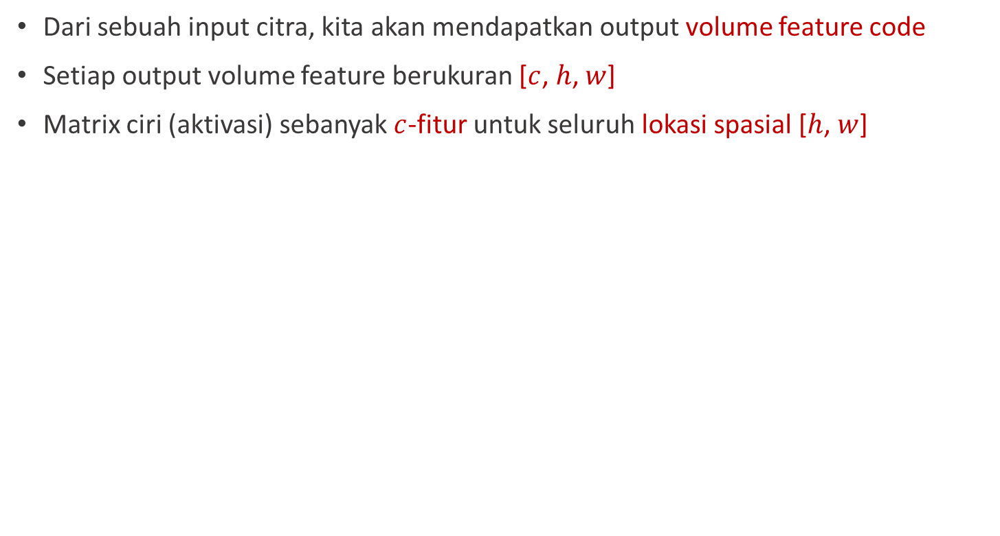 • Dari sebuah input citra, kita akan mendapatkan output volume feature code
• Setiap output volume feature berukuran [c, h, w]
• Matrix ciri (aktivasi) sebanyak c-fitur untuk seluruh lokasi spasial [h, w]